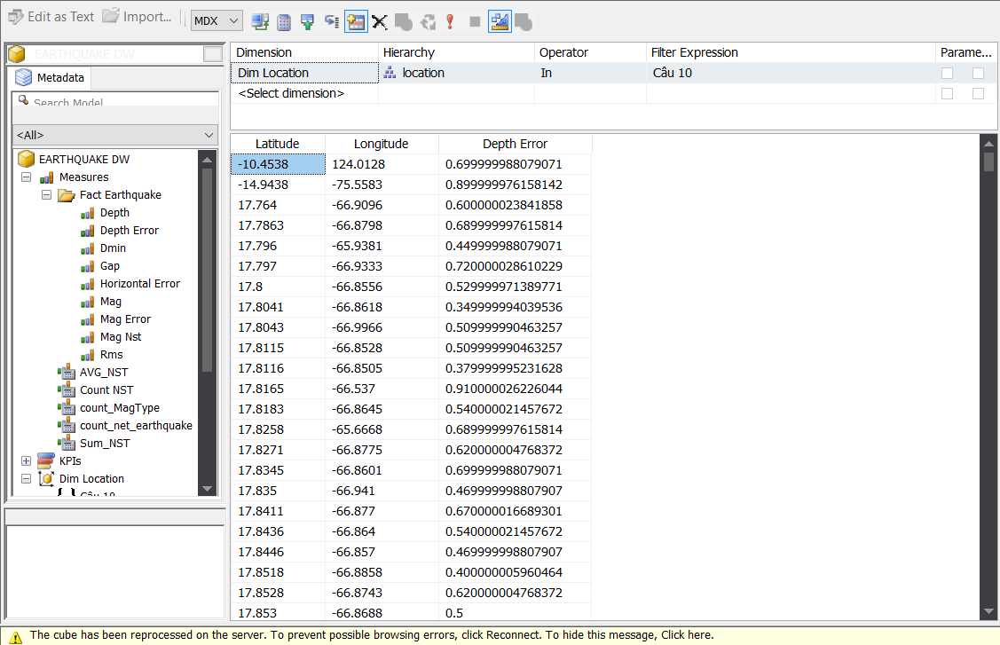 Edit as Text Import... MDX
EARTHQUAKE DW
Metadata
Search Model
<All>
EARTHQUAKE DW
Measures
Fact Earthquake
Depth
Depth Error
Dmin
Gap
Horizontal Error
Mag
Mag Error
Mag Nst
Rms
AVG_NST
Count NST
count_MagType
count_net_earthquake
Sum_NST
KPIs
Dim Location
Câu 10
Dimension Hierarchy Operator Filter Expression Parame...
Dim Location location In Câu 10
<Select dimension>
Latitude Longitude Depth Error
-10.4538 124.0128 0.699999988079071
-14.9438 -75.5583 0.899999976158142
17.764 -66.9096 0.600000023841858
17.7863 -66.8798 0.689999997615814
17.796 -65.9381 0.449999988079071
17.797 -66.9333 0.720000028610229
17.8 -66.8556 0.529999971389771
17.8041 -66.8618 0.349999994039536
17.8043 -66.9966 0.509999990463257
17.8115 -66.8528 0.509999990463257
17.8116 -66.8505 0.379999995231628
17.8165 -66.537 0.910000026226044
17.8183 -66.8645 0.540000021457672
17.8258 -65.6668 0.689999997615814
17.8271 -66.8775 0.620000004768372
17.8345 -66.8601 0.699999988079071
17.835 -66.941 0.469999998807907
17.8411 -66.877 0.670000016689301
17.8436 -66.864 0.540000021457672
17.8446 -66.857 0.469999998807907
17.8518 -66.8858 0.400000005960464
17.8528 -66.8743 0.620000004768372
17.853 -66.8688 0.5
The cube has been reprocessed on the server. To prevent possible browsing errors, click Reconnect. To hide this message, Click here.